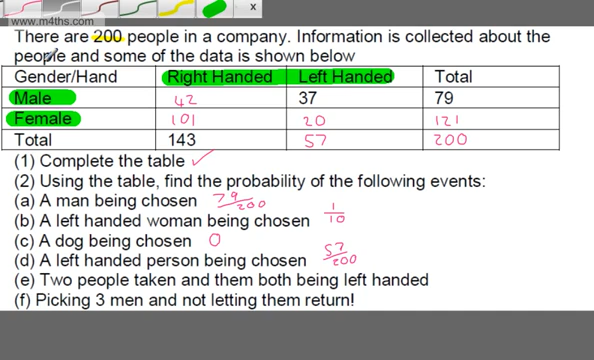 www.m4ths.com
x
There are 200 people in a company. Information is collected about the
people and some of the data is shown below
Gender/Hand Right Handed Left Handed Total
Male 42 37 79
Female 101 20 121
Total 143 57 200
(1) Complete the table ✓
(2) Using the table, find the probability of the following events:
(a) A man being chosen 79/200
(b) A left handed woman being chosen 1/10
(c) A dog being chosen 0
(d) A left handed person being chosen 57/200
(e) Two people taken and them both being left handed
(f) Picking 3 men and not letting them return!